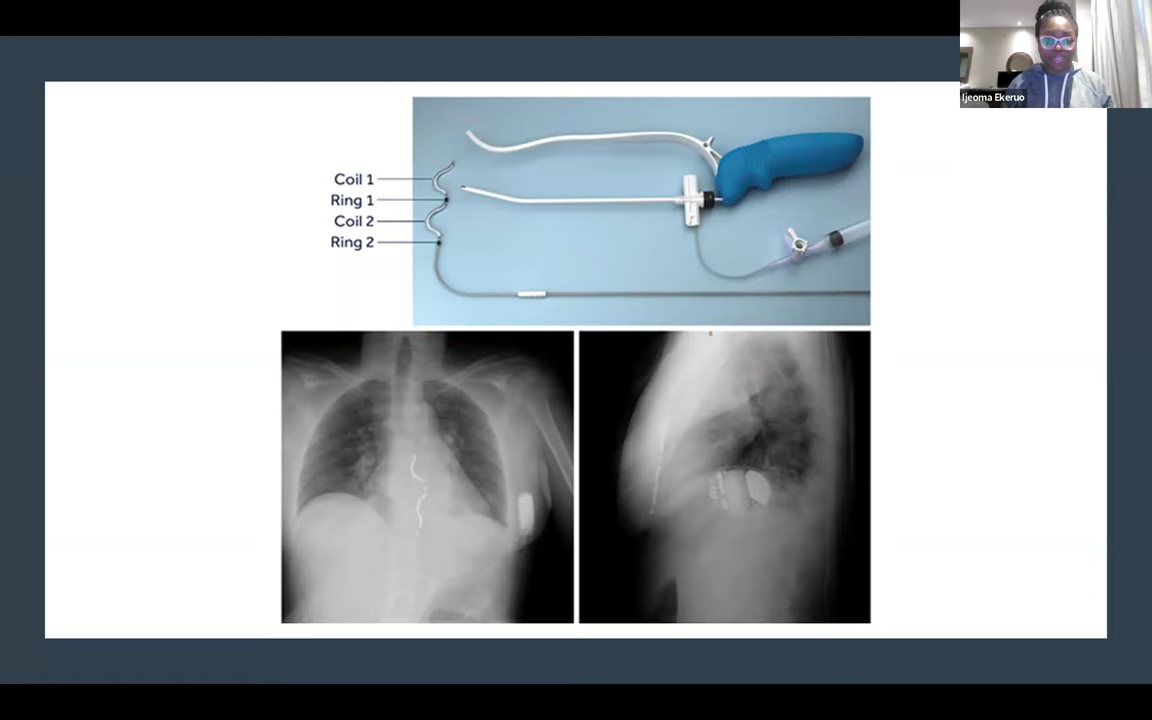 Ijeoma Ekeruo
Coil 1
Ring 1
Coil 2
Ring 2